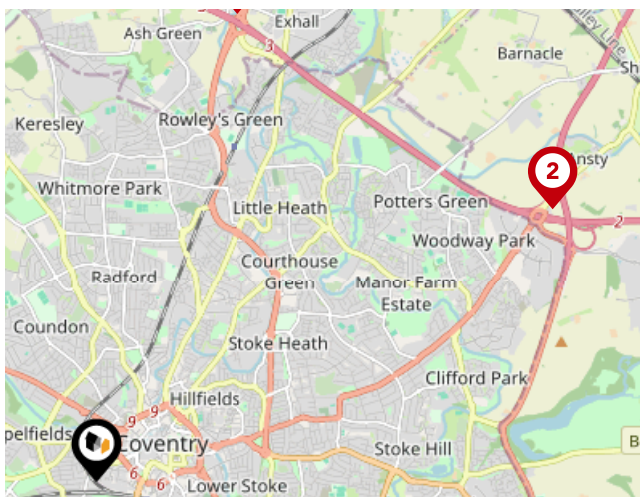 Exhall
Ash Green
3
Barnacle
Keresley
Rowley's Green
2
Whitmore Park
Little Heath
Potters Green
2
Woodway Park
Courthouse
Green
Radford
Manor Farm
Estate
Coundon
Stoke Heath
Clifford Park
Hillfields
9
9
Coventry
Stoke Hill
6
6
Lower Stoke